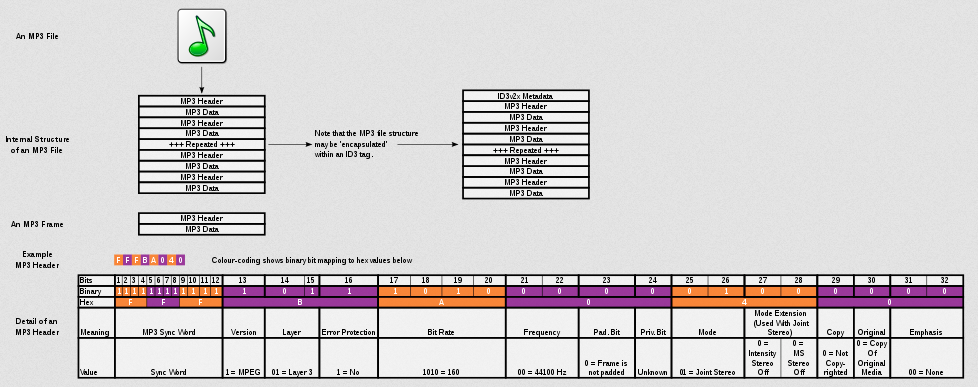 An MP3 File
MP3 Header
MP3 Data
MP3 Header
MP3 Data
+++ Repeated +++
MP3 Header
MP3 Data
MP3 Header
MP3 Data
Internal Structure
of an MP3 File
Note that the MP3 file structure
may be 'encapsulated'
within an ID3 tag.
ID3v2x Metadata
MP3 Header
MP3 Data
MP3 Header
MP3 Data
+++ Repeated +++
MP3 Header
MP3 Data
MP3 Header
MP3 Data
An MP3 Frame
MP3 Header
MP3 Data
Example
MP3 Header
F F F B A 0 4 0
Colour-coding shows binary bit mapping to hex values below
Detail of an
MP3 Header
Bits 1 2 3 4 5 6 7 8 9 10 11 12 13 14 15 16 17 18 19 20 21 22 23 24 25 26 27 28 29 30 31 32
Binary 1 1 1 1 1 1 1 1 1 1 1 1 1 0 1 1 1 0 1 0 0 0 0 0 0 1 0 0 0 0 0 0
Hex F F F B A 0 4 0
Meaning MP3 Sync Word Version Layer Error Protection Bit Rate Frequency Pad. Bit Priv. Bit Mode
Mode Extension
(Used With Joint
Stereo)
Copy Original Emphasis
Value Sync Word 1 = MPEG 01 = Layer 3 1 = No 1010 = 160 00 = 44100 Hz
0 = Frame is
not padded
Unknown
01 = Joint Stereo
0 =
Intensity
Stereo
Off
0 =
MS
Stereo
Off
0 = Not
Copy-
righted
0 = Copy
Of
Original
Media
00 = None